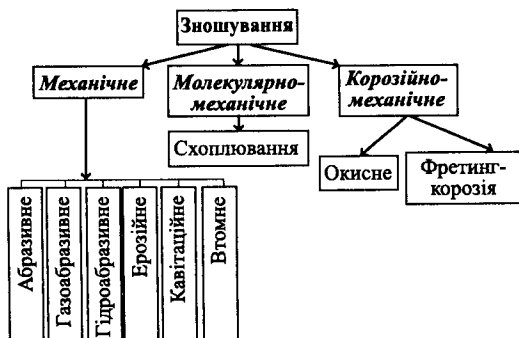 Зношування
Механічне
Молекулярно-
механічне
Корозійно-
механічне
Схоплювання
Окисне
Фретинг-
корозія
Абразивне
Газоабразивне
Гідроабразивне
Ерозійне
Кавітаційне
Втомне